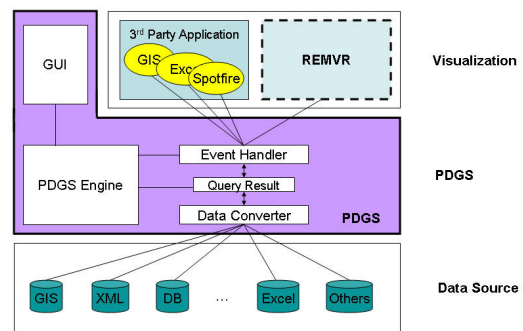 3rd Party Application
GUI
GIS
Exce
Spotfire
REMVR
Visualization
Event Handler
PDGS Engine
Query Result
Data Converter
PDGS
PDGS
GIS
XML
DB
...
Excel
Others
Data Source